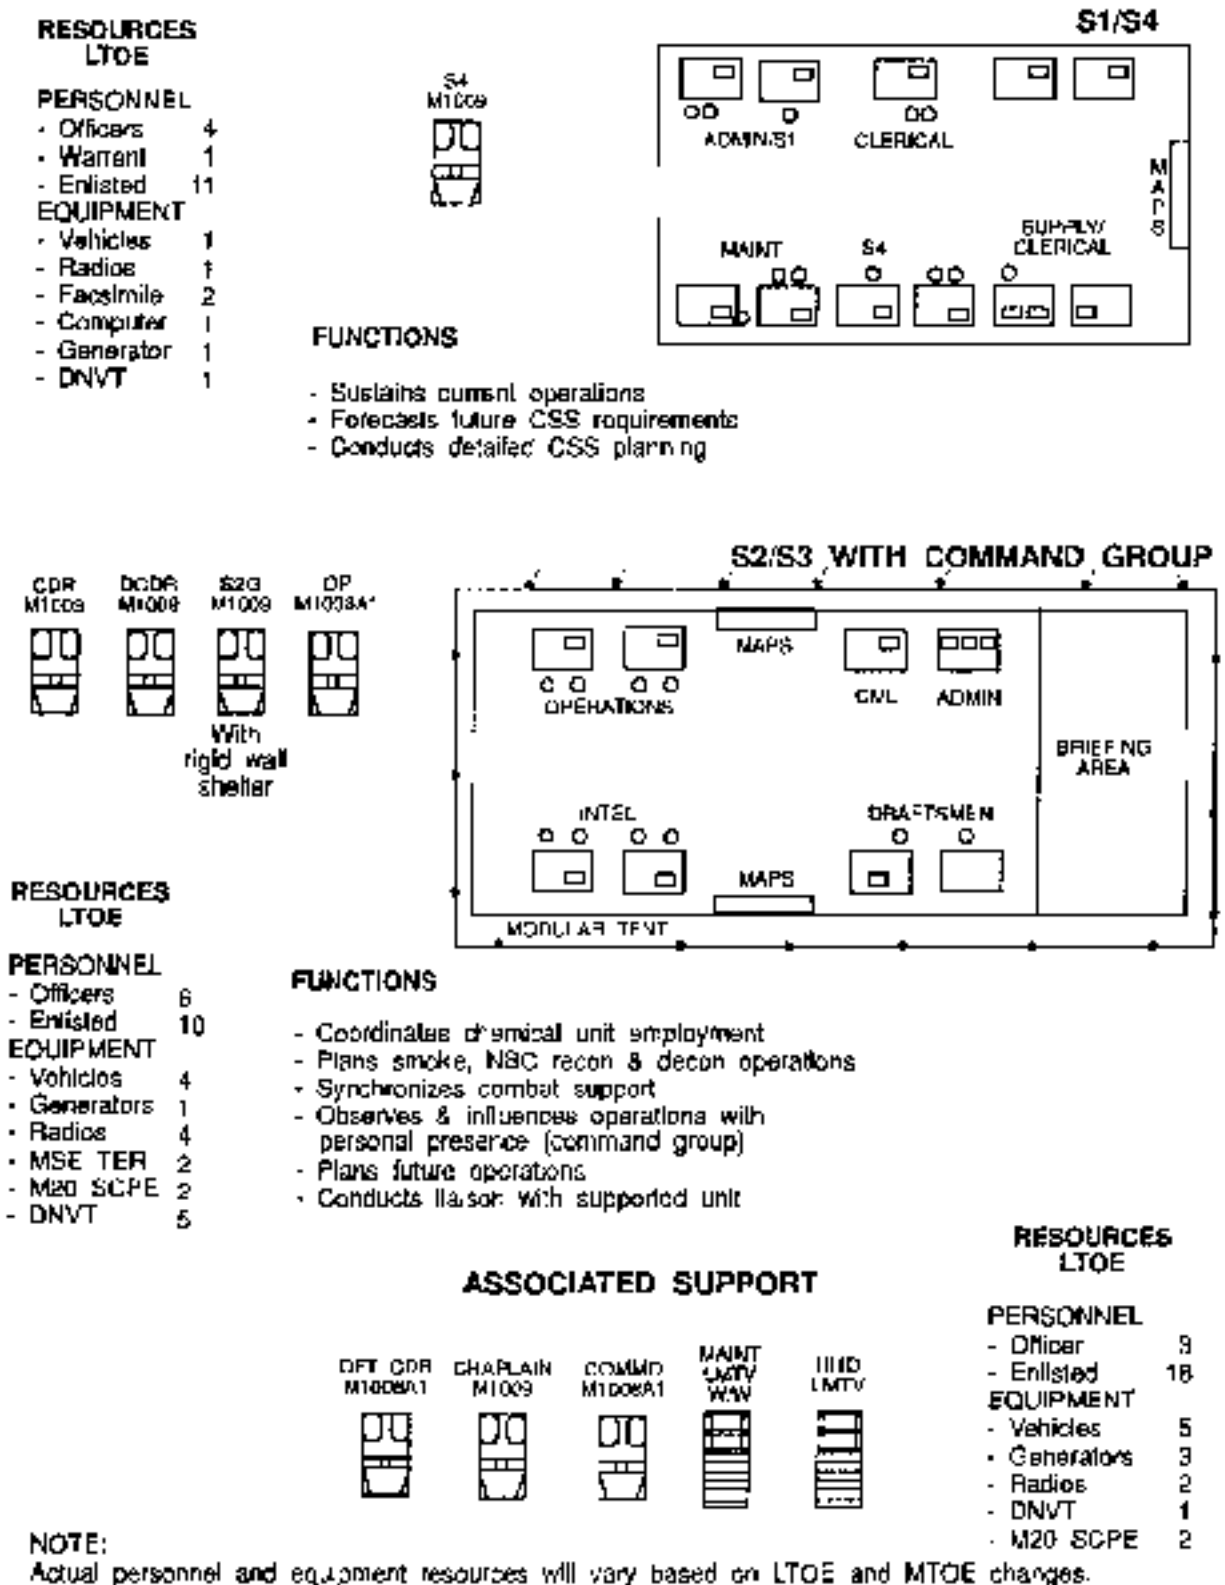 RESOURCES
LTOE
PERSONNEL
- Officers 4
- Warrant 1
- Enlisted 11
EQUIPMENT
- Vehicles 1
- Radios 1
- Facsimile 2
- Computer 1
- Generator 1
- DNVT 1
S4
M1009
S1/S4
ADMIN/S1
CLERICAL
MAPS
MAINT
S4
SUPPLY/
CLERICAL
FUNCTIONS
- Sustains current operations
- Forecasts future CSS requirements
- Conducts detailed CSS planning
S2/S3 WITH COMMAND GROUP
CDR
M1009
DCDR
M1009
S2/3
M1009
OP
M1008A1
With
rigid wall
shelter
MAPS
OPERATIONS
CML
ADMIN
BRIEFING
AREA
INTEL
DRAFTSMEN
MAPS
MODULAR TENT
RESOURCES
LTOE
PERSONNEL
- Officers 6
- Enlisted 10
EQUIPMENT
- Vehicles 4
- Generators 1
- Radios 4
- MSE TER 2
- M20 SCPE 2
- DNVT 5
FUNCTIONS
- Coordinates chemical unit employment
- Plans smoke, NBC recon & decon operations
- Synchronizes combat support
- Observes & influences operations with
personal presence (command group)
- Plans future operations
- Conducts liaison with supported unit
ASSOCIATED SUPPORT
DET CDR
M1008A1
CHAPLAIN
M1009
COMMO
M1008A1
MAINT
LMTV
W/W
HHD
LMTV
RESOURCES
LTOE
PERSONNEL
- Officer 3
- Enlisted 18
EQUIPMENT
- Vehicles 5
- Generators 3
- Radios 2
- DNVT 1
- M20 SCPE 2
NOTE:
Actual personnel and equipment resources will vary based on LTOE and MTOE changes.